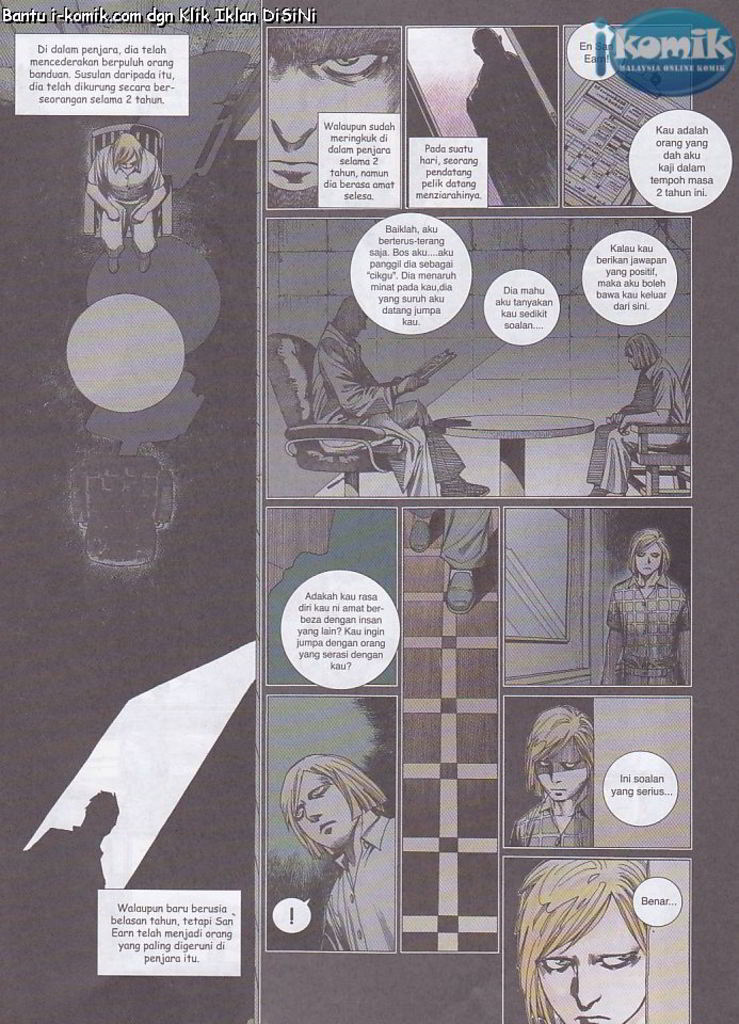 Bantu i-komik.com dgn Klik Iklan DiSiNi
ikomik
MALAYSIA ONLINE KOMIK
Di dalam penjara, dia telah
mencederakan berpuluh orang
banduan. Susulan daripada itu,
dia telah dikurung secara ber-
seorangan selama 2 tahun.
Walaupun baru berusia
belasan tahun, tetapi San
Earn telah menjadi orang
yang paling digeruni di
penjara itu.
Walaupun sudah
meringkuk di
dalam penjara
selama 2
tahun, namun
dia berasa amat
selesa.
Pada suatu
hari, seorang
pendatang
pelik datang
menziarahinya.
En San
Earn!
Kau adalah
orang yang
dah aku
kaji dalam
tempoh masa
2 tahun ini.
Baiklah, aku
berterus-terang
saja. Bos aku....aku
panggil dia sebagai
"cikgu". Dia menaruh
minat pada kau,dia
yang suruh aku
datang jumpa
kau.
Dia mahu
aku tanyakan
kau sedikit
soalan....
Kalau kau
berikan jawapan
yang positif,
maka aku boleh
bawa kau keluar
dari sini.
Adakah kau rasa
diri kau ni amat ber-
beza dengan insan
yang lain? Kau ingin
jumpa dengan orang
yang serasi dengan
kau?
!
Ini soalan
yang serius...
Benar...